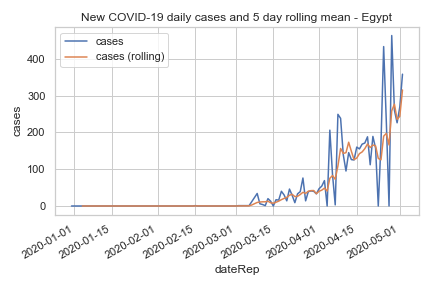 New COVID-19 daily cases and 5 day rolling mean - Egypt
cases
cases (rolling)
400
300
200
100
0
cases
2020-01-01
2020-01-15
2020-02-01
2020-02-15
2020-03-01
2020-03-15
2020-04-01
2020-04-15
2020-05-01
dateRep